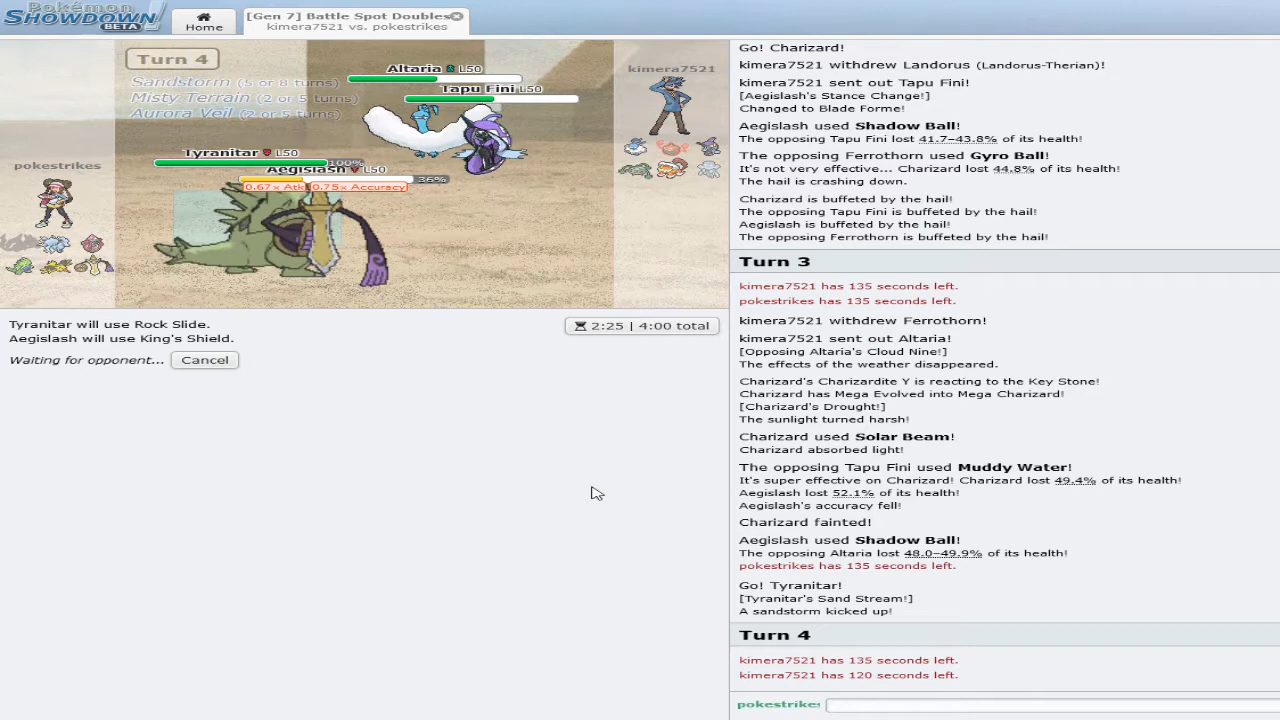 Pokémon
SHOWDOWN
BETA
Home
[Gen 7] Battle Spot Doubles
kimera7521 vs. pokestrikes
Turn 4
Sandstorm (5 or 8 turns)
Misty Terrain (2 or 5 turns)
Aurora Veil (2 or 5 turns)
Altaria L50
Tapu Fini L50
kimera7521
pokestrikes
Tyranitar L50
100%
Aegislash L50
36%
0.67× Atk 0.75× Accuracy
Tyranitar will use Rock Slide.
Aegislash will use King's Shield.
Waiting for opponent... Cancel
2:25 | 4:00 total
Go! Charizard!
kimera7521 withdrew Landorus (Landorus-Therian)!
kimera7521 sent out Tapu Fini!
[Aegislash's Stance Change!]
Changed to Blade Forme!
Aegislash used Shadow Ball!
The opposing Tapu Fini lost 41.7–43.8% of its health!
The opposing Ferrothorn used Gyro Ball!
It's not very effective... Charizard lost 44.8% of its health!
The hail is crashing down.
Charizard is buffeted by the hail!
The opposing Tapu Fini is buffeted by the hail!
Aegislash is buffeted by the hail!
The opposing Ferrothorn is buffeted by the hail!
Turn 3
kimera7521 has 135 seconds left.
pokestrikes has 135 seconds left.
kimera7521 withdrew Ferrothorn!
kimera7521 sent out Altaria!
[Opposing Altaria's Cloud Nine!]
The effects of the weather disappeared.
Charizard's Charizardite Y is reacting to the Key Stone!
Charizard has Mega Evolved into Mega Charizard!
[Charizard's Drought!]
The sunlight turned harsh!
Charizard used Solar Beam!
Charizard absorbed light!
The opposing Tapu Fini used Muddy Water!
It's super effective on Charizard! Charizard lost 49.4% of its health!
Aegislash lost 52.1% of its health!
Aegislash's accuracy fell!
Charizard fainted!
Aegislash used Shadow Ball!
The opposing Altaria lost 48.0–49.9% of its health!
pokestrikes has 135 seconds left.
Go! Tyranitar!
[Tyranitar's Sand Stream!]
A sandstorm kicked up!
Turn 4
kimera7521 has 135 seconds left.
kimera7521 has 120 seconds left.
pokestrikes: